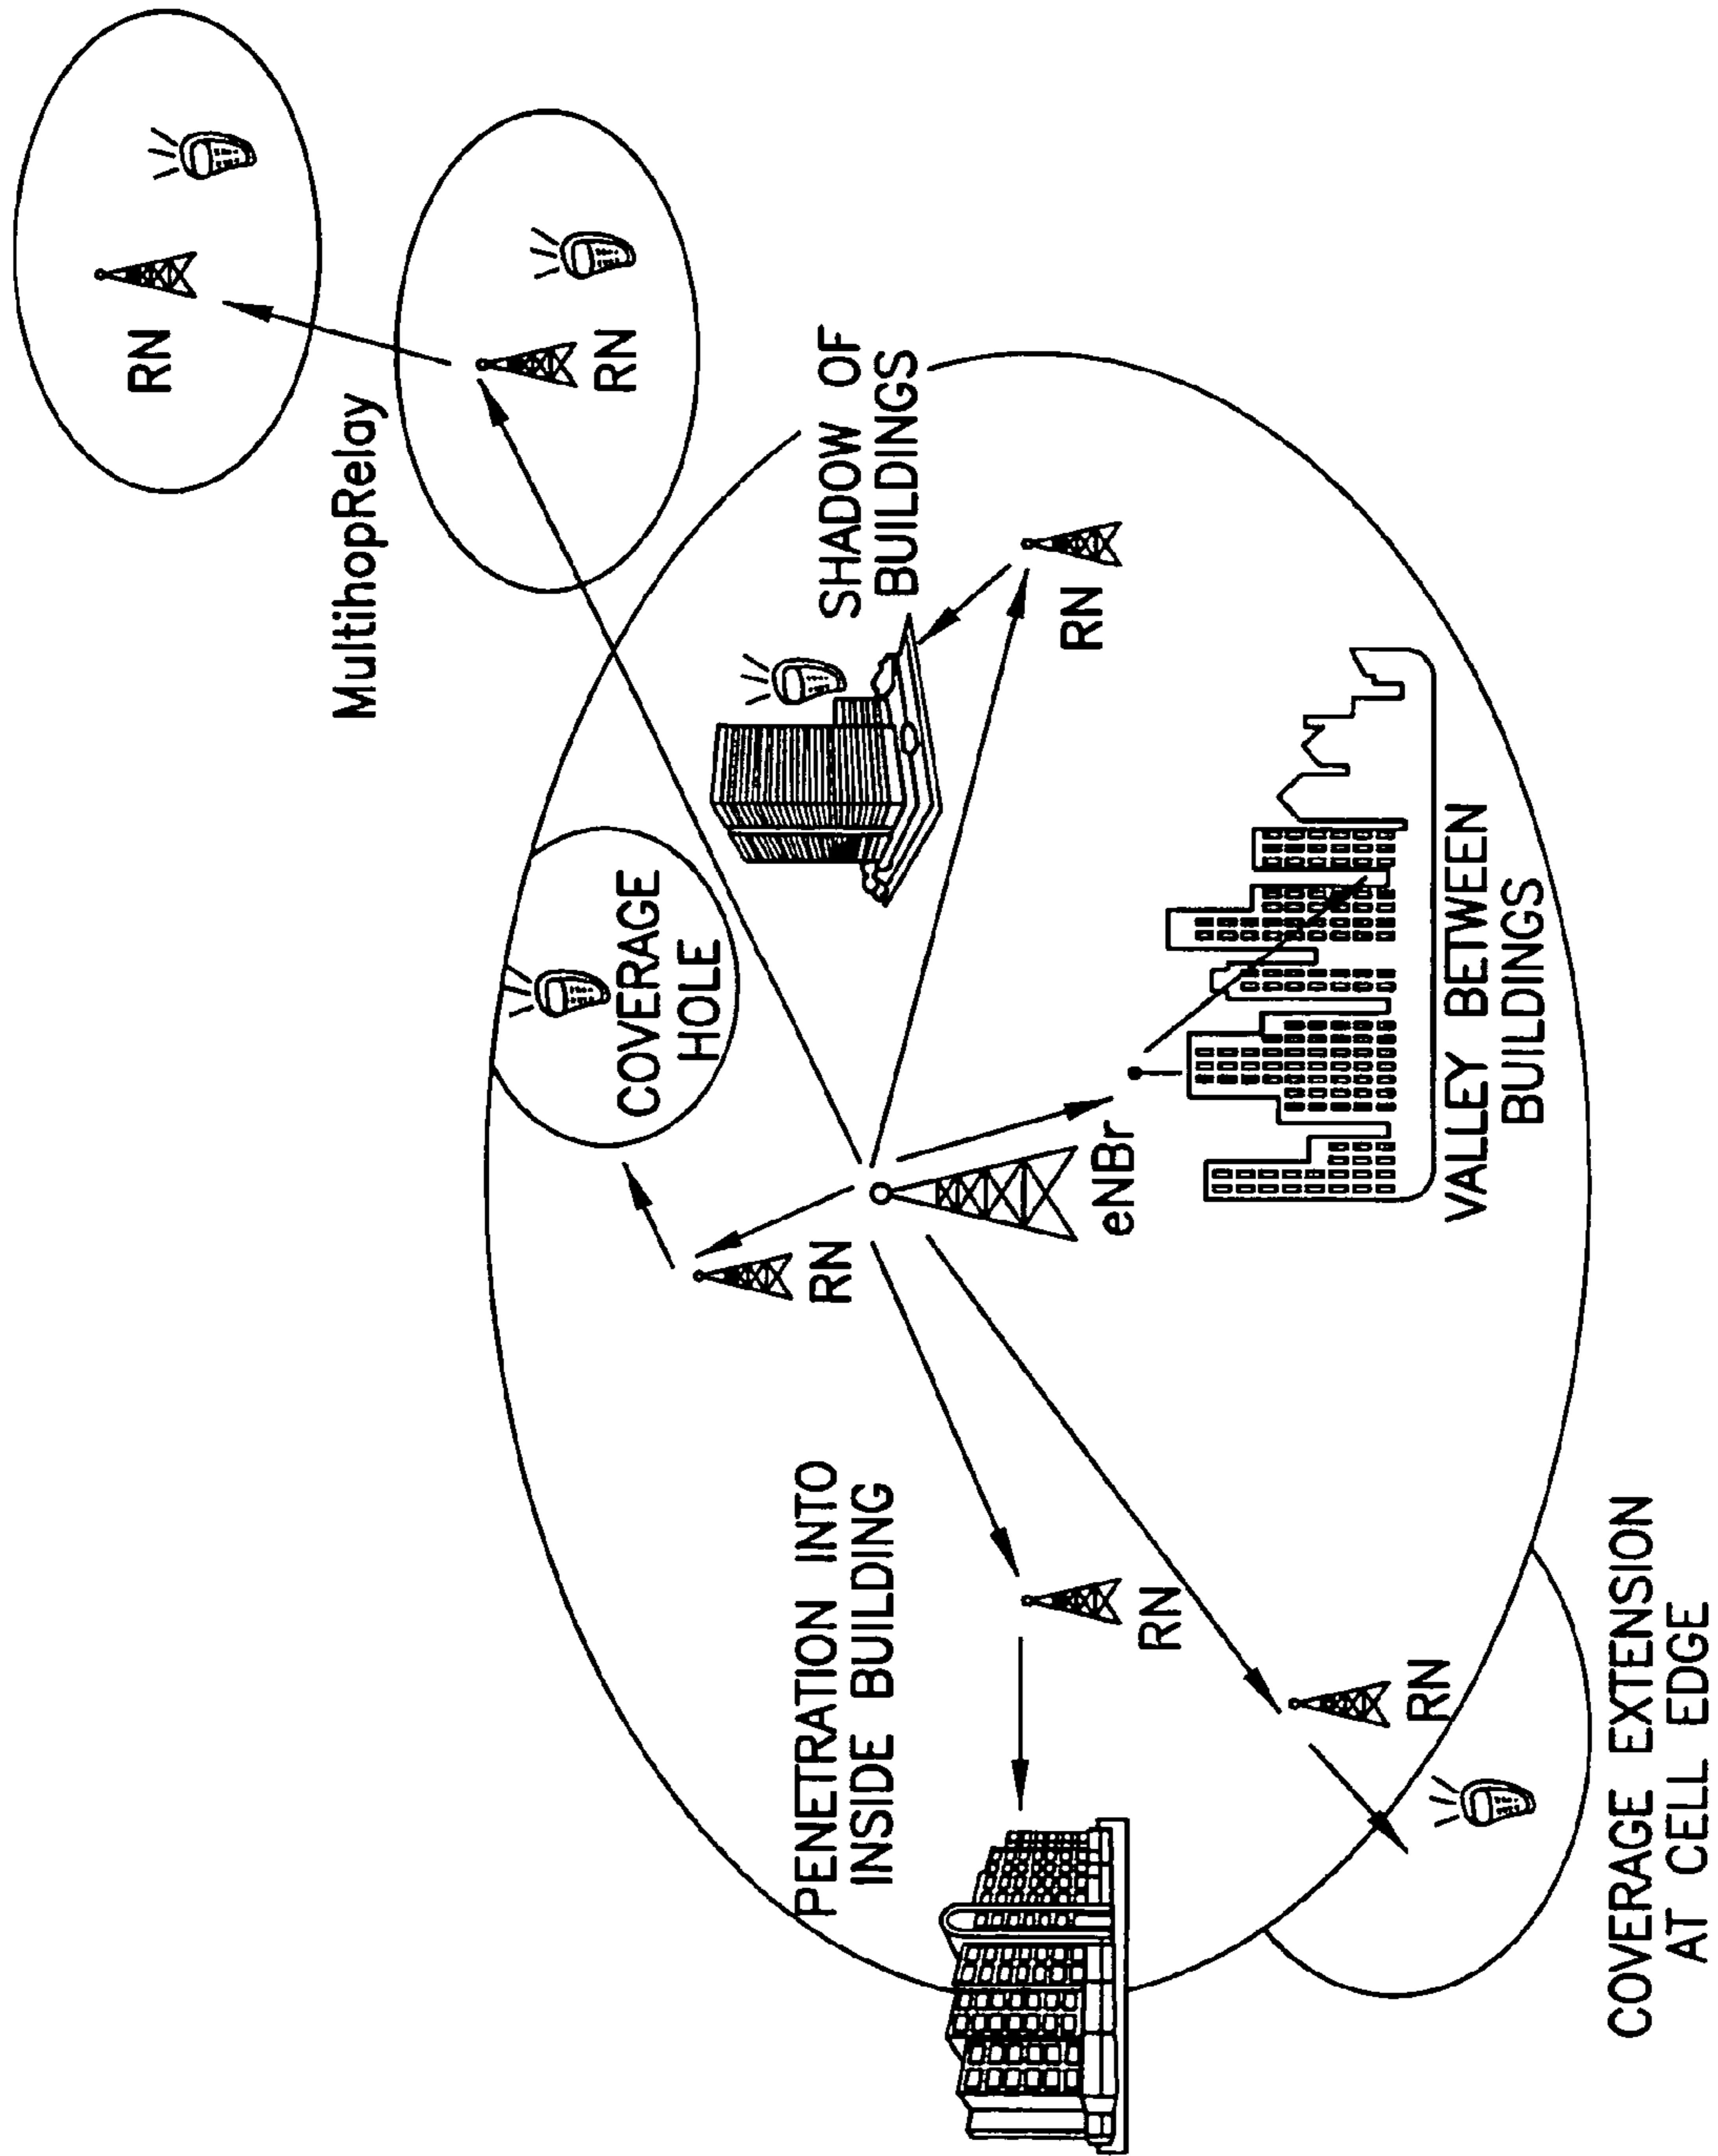 RN
MultihopRelay
RN
COVERAGE
HOLE
PENETRATION INTO
INSIDE BUILDING
RN
SHADOW OF
BUILDINGS
RN
eNBr
RN
RN
VALLEY BETWEEN
BUILDINGS
COVERAGE EXTENSION
AT CELL EDGE